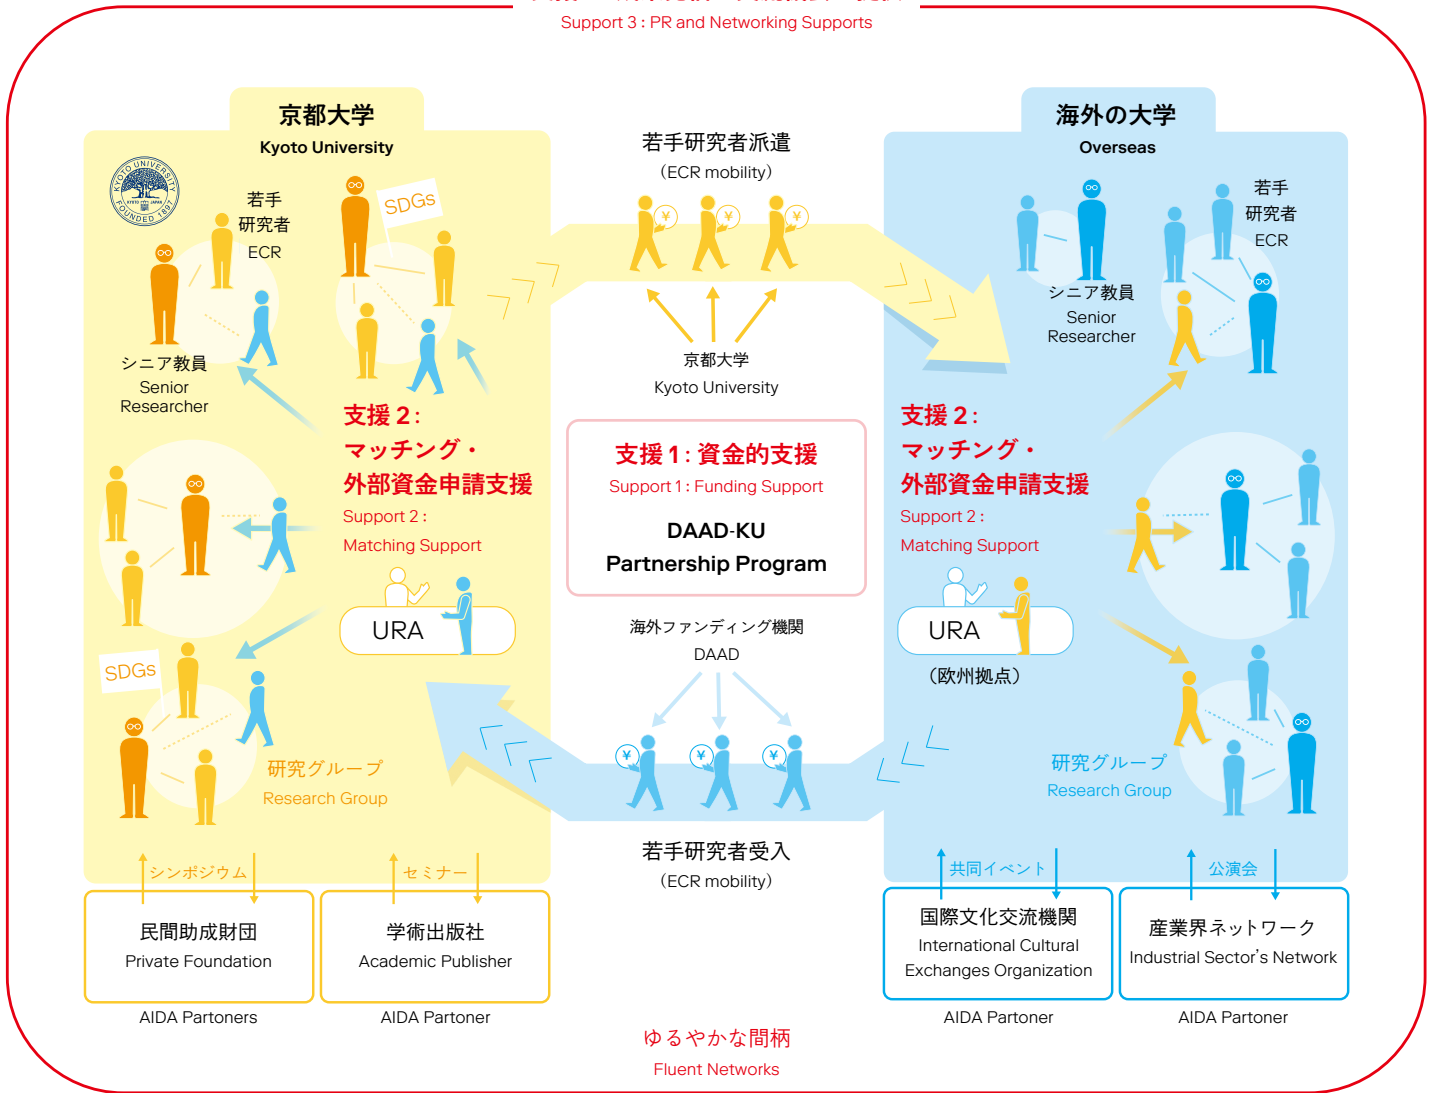 Support 3 : PR and Networking Supports
京都大学
Kyoto University
KYOTO UNIVERSITY
KYOTO JAPAN
FOUNDED 1897
若手
研究者
ECR
SDGs
シニア教員
Senior
Researcher
支援 2 :
マッチング・
外部資金申請支援
Support 2 :
Matching Support
URA
SDGs
研究グループ
Research Group
若手研究者派遣
（ECR mobility）
¥
¥
¥
京都大学
Kyoto University
支援 1 : 資金的支援
Support 1 : Funding Support
DAAD-KU
Partnership Program
海外ファンディング機関
DAAD
¥
¥
¥
若手研究者受入
（ECR mobility）
海外の大学
Overseas
若手
研究者
ECR
シニア教員
Senior
Researcher
支援 2 :
マッチング・
外部資金申請支援
Support 2 :
Matching Support
URA
（欧州拠点）
研究グループ
Research Group
シンポジウム
セミナー
共同イベント
公演会
民間助成財団
Private Foundation
学術出版社
Academic Publisher
国際文化交流機関
International Cultural
Exchanges Organization
産業界ネットワーク
Industrial Sector's Network
AIDA Partoners
AIDA Partoner
AIDA Partoner
AIDA Partoner
ゆるやかな間柄
Fluent Networks